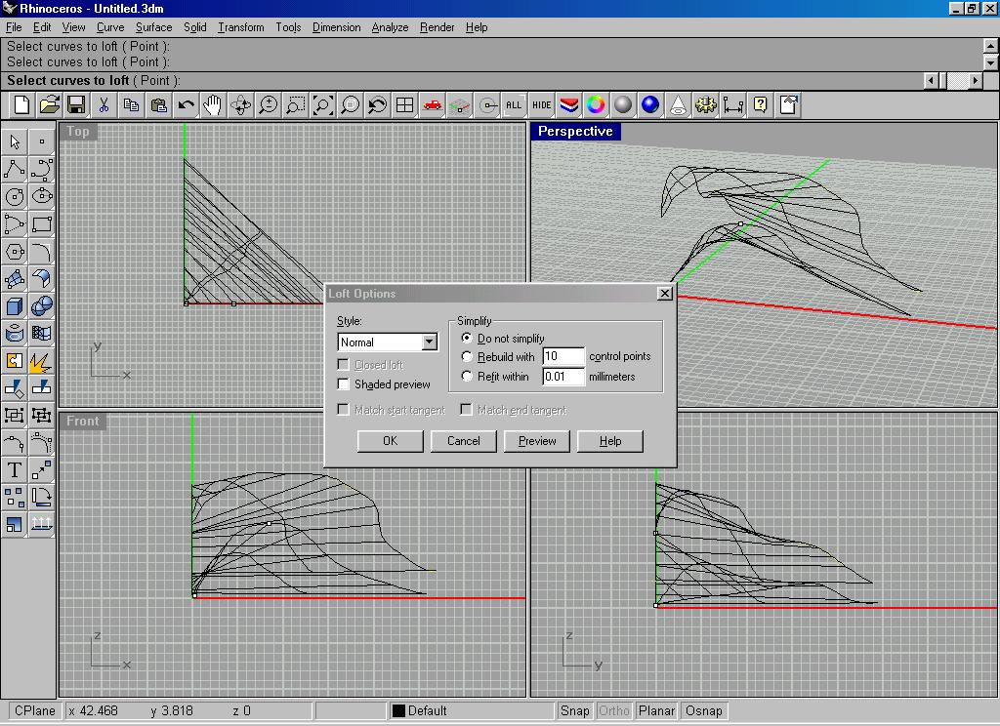 Rhinoceros - Untitled.3dm
File Edit View Curve Surface Solid Transform Tools Dimension Analyze Render Help
Select curves to loft ( Point ):
Select curves to loft ( Point ):
Select curves to loft ( Point ):
ALL HIDE
Top
Perspective
y
x
Loft Options
Style:
Normal
Closed loft
Shaded preview
Simplify
Do not simplify
Rebuild with 10 control points
Refit within 0.01 millimeters
Match start tangent Match end tangent
OK Cancel Preview Help
T
Front
z
x
z
y
CPlane x 42.468 y 3.818 z 0 Default Snap Ortho Planar Osnap